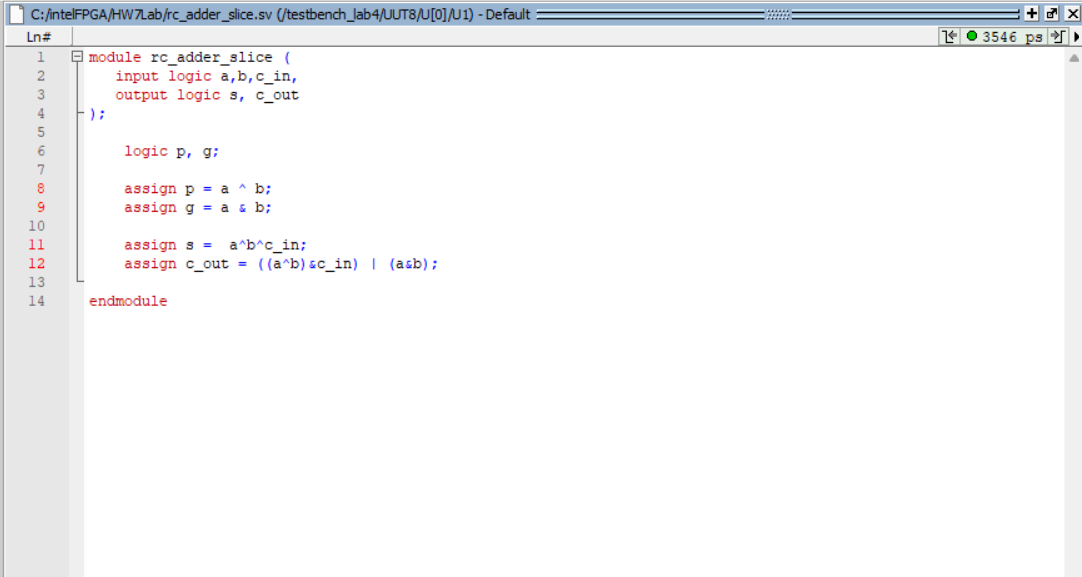 C:/intelFPGA/HW7Lab/rc_adder_slice.sv (/testbench_lab4/UUT8/U[0]/U1) - Default
Ln#
3546 ps
1 module rc_adder_slice (
2 input logic a,b,c_in,
3 output logic s, c_out
4 );
5
6 logic p, g;
7
8 assign p = a ^ b;
9 assign g = a & b;
10
11 assign s =  a^b^c_in;
12 assign c_out = ((a^b)&c_in) | (a&b);
13
14 endmodule